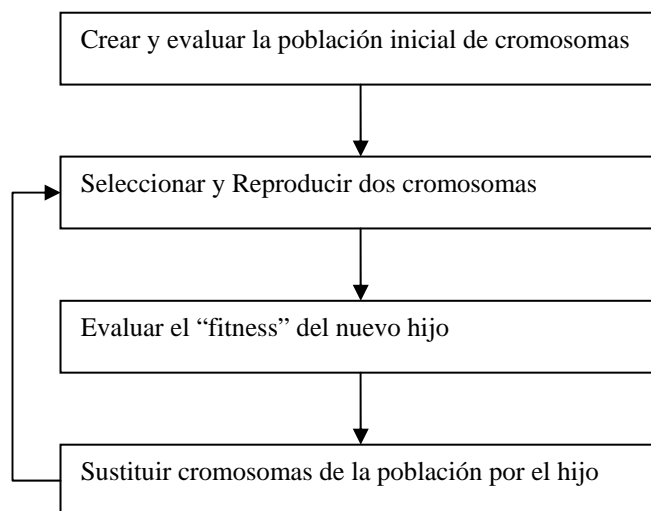 Crear y evaluar la población inicial de cromosomas
Seleccionar y Reproducir dos cromosomas
Evaluar el “fitness” del nuevo hijo
Sustituir cromosomas de la población por el hijo